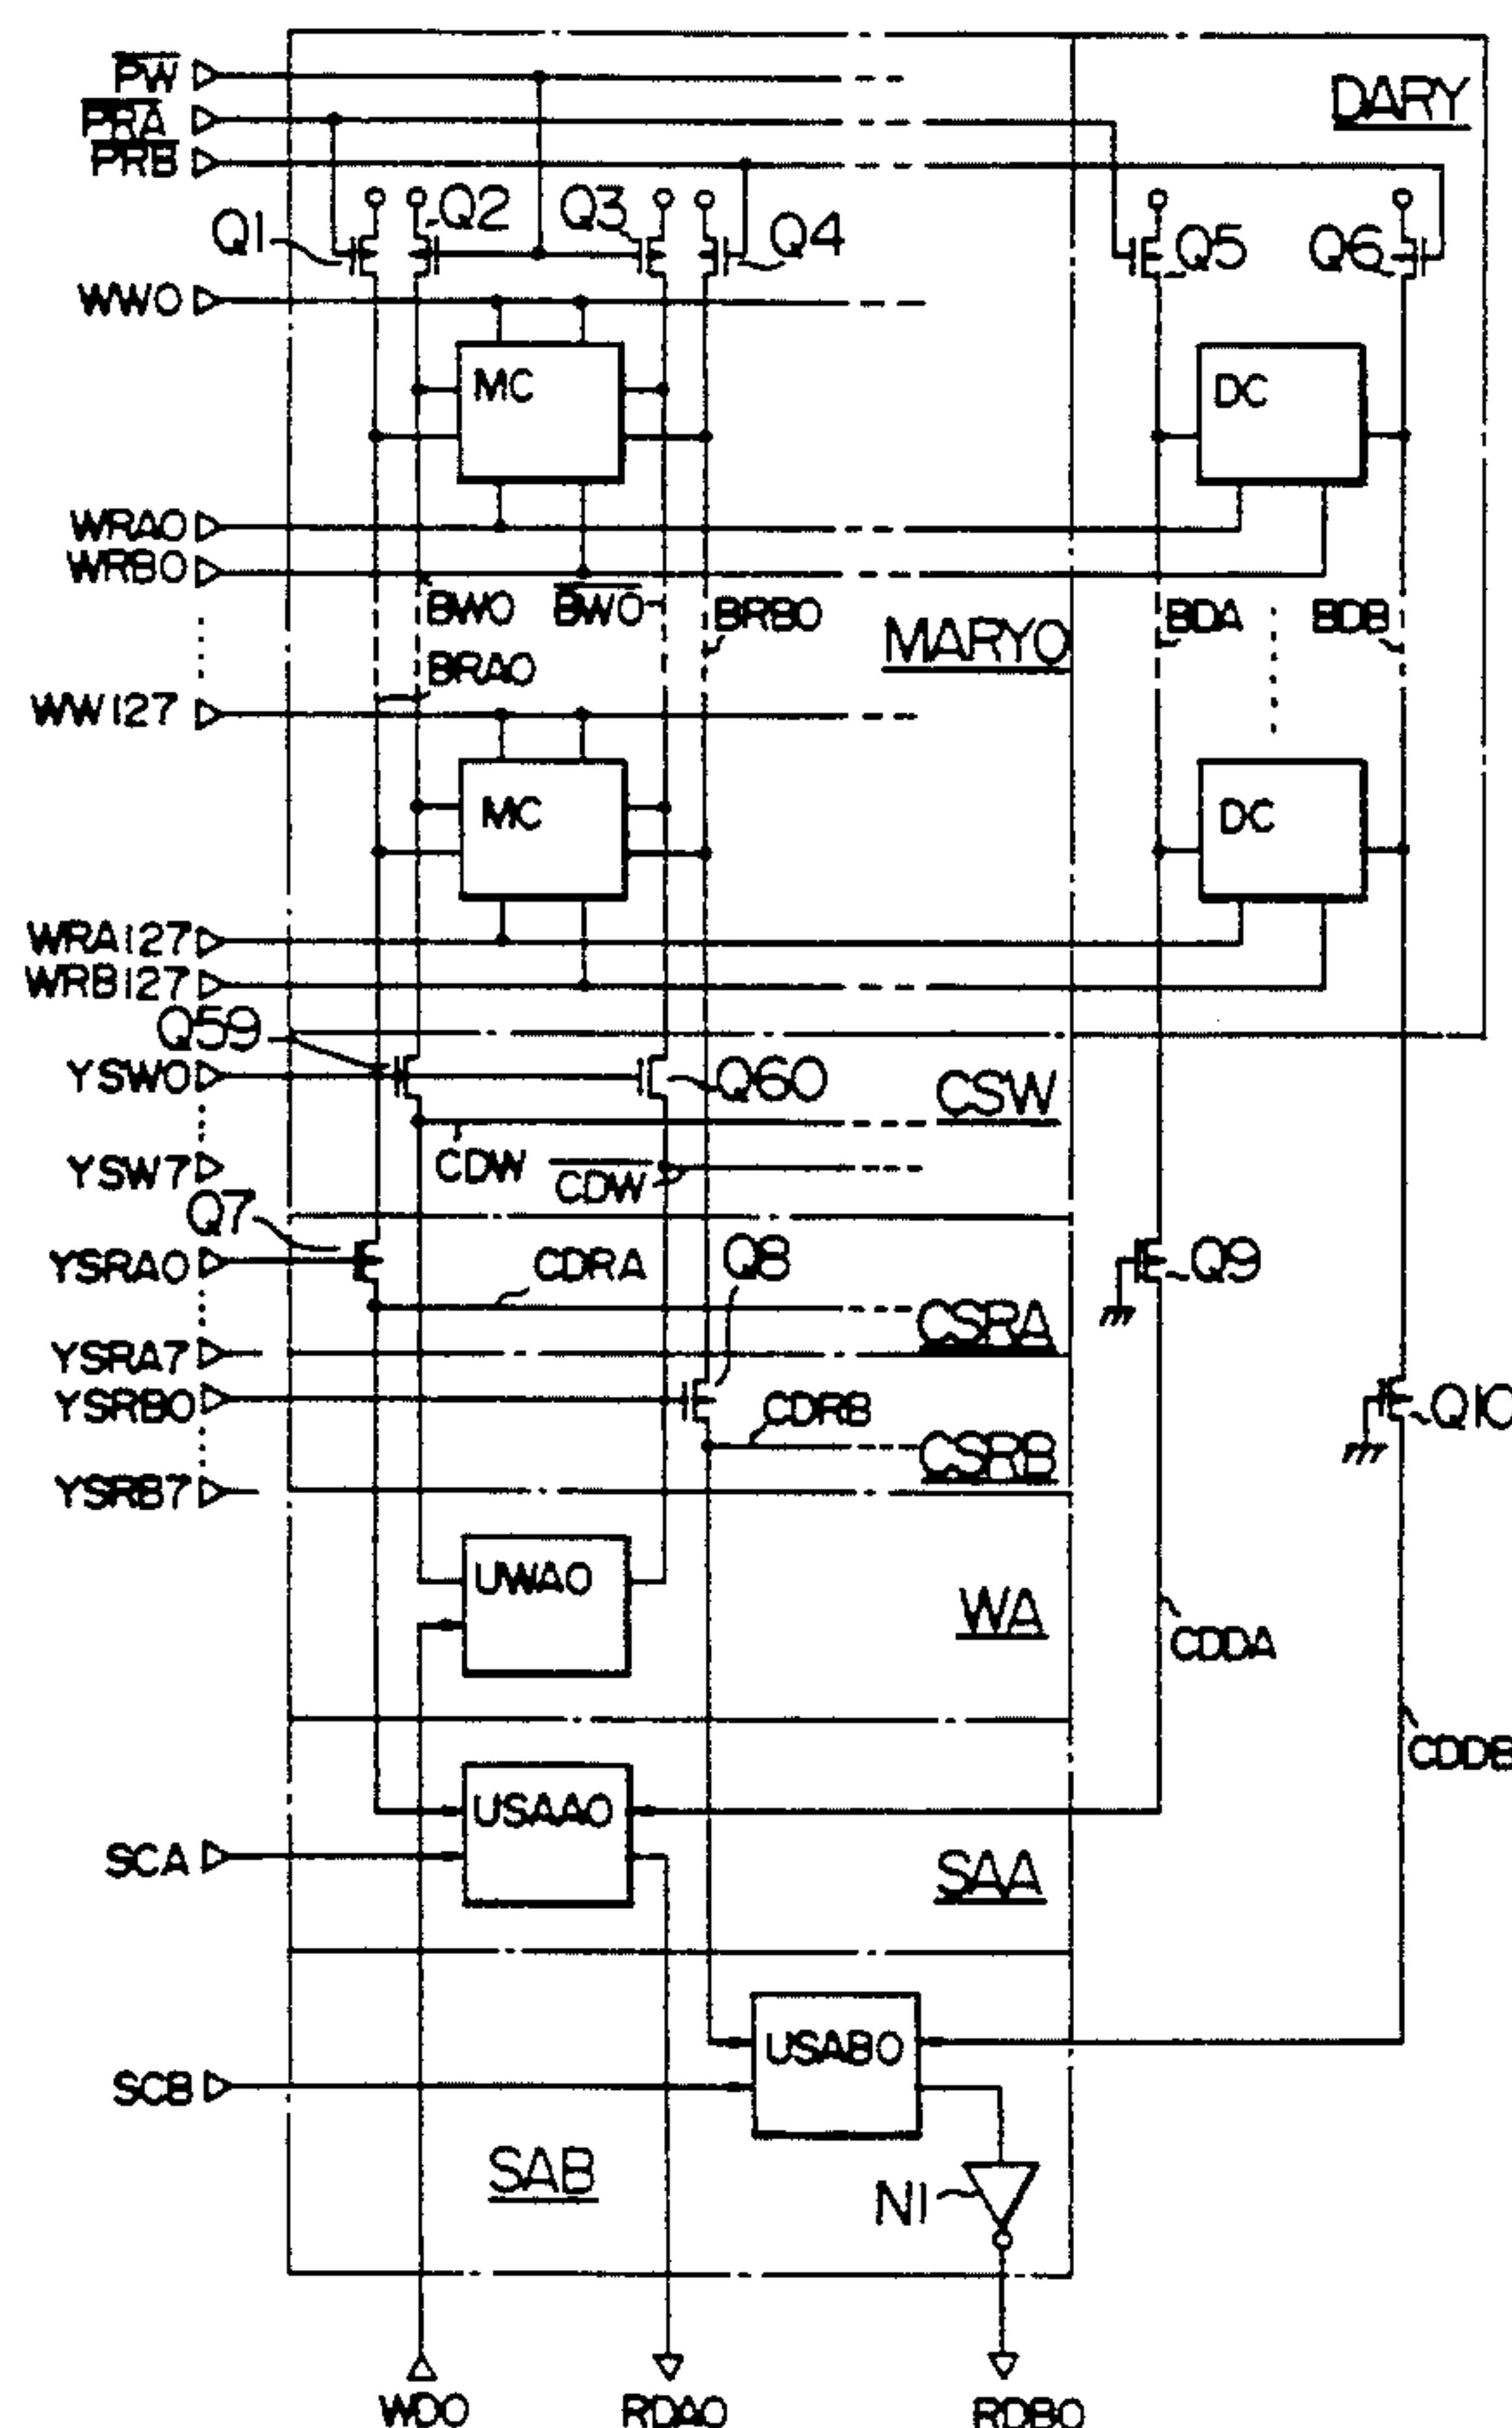 PW
DARY
PRA
PRB
Q1
Q2
Q3
Q4
Q5
Q6
WW0
MC
DC
WRA0
WRB0
BW0
BW0
BRB0
BDA
BDB
MARY0
BRA0
WW127
MC
DC
WRA127
WRB127
Q59
YSW0
Q60
CSW
CDW
CDW
YSW7
Q7
YSRA0
CDRA
Q8
Q9
CSRA
YSRA7
YSRB0
CDRB
Q10
CSRB
YSRB7
UWA0
WA
CDDA
CDDB
USAA0
SCA
SAA
USAB0
SCB
SAB
N1
WD0
RDA0
RDB0